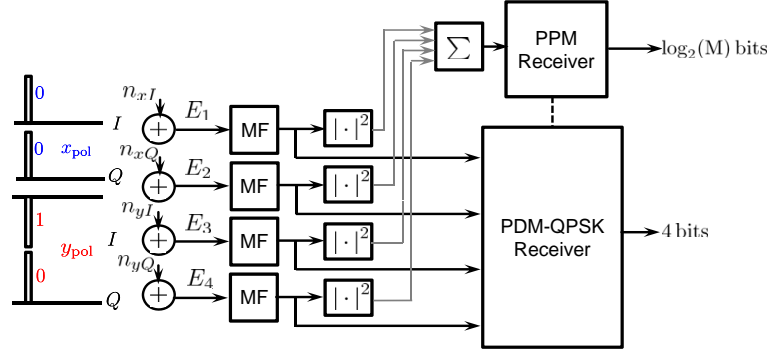 0
I
0
x_pol
Q
1
I
y_pol
0
Q
n_xI
E_1
MF
|·|^2
n_xQ
E_2
MF
|·|^2
n_yI
E_3
MF
|·|^2
n_yQ
E_4
MF
|·|^2
∑
PPM
Receiver
log_2(M) bits
PDM-QPSK
Receiver
4 bits